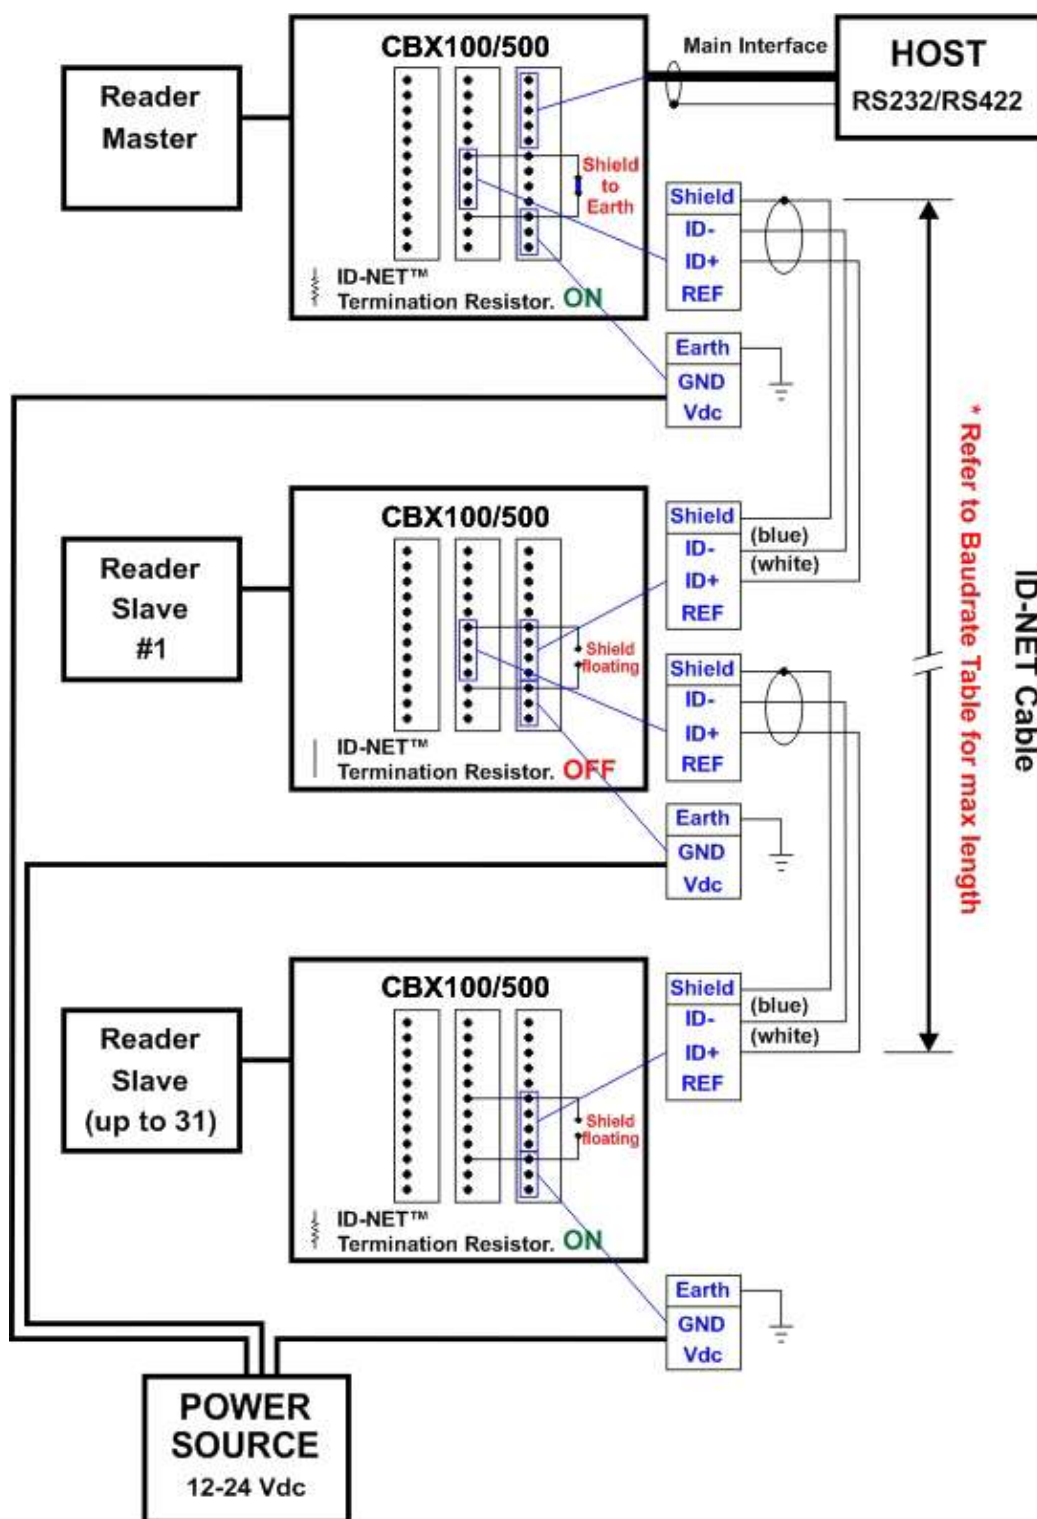 CBX100/500
Main Interface
HOST
RS232/RS422
Reader
Master
Shield
to
Earth
ID-NET™
Termination Resistor. ON
Shield
ID-
ID+
REF
Earth
GND
Vdc
CBX100/500
Reader
Slave
#1
Shield
floating
ID-NET™
Termination Resistor. OFF
Shield
ID-
ID+
REF
(blue)
(white)
Shield
ID-
ID+
REF
Earth
GND
Vdc
* Refer to Baudrate Table for max length
ID-NET Cable
CBX100/500
Reader
Slave
(up to 31)
Shield
floating
ID-NET™
Termination Resistor. ON
Shield
ID-
ID+
REF
(blue)
(white)
Earth
GND
Vdc
POWER
SOURCE
12-24 Vdc